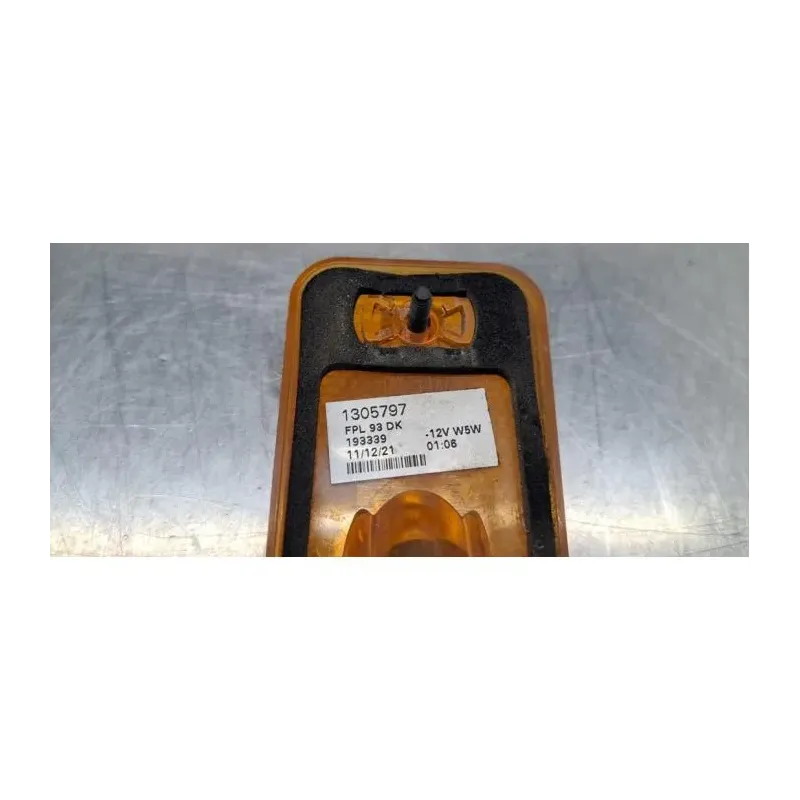 1305797
FPL 93 DK
193339 -12V W5W
11/12/21 01:06